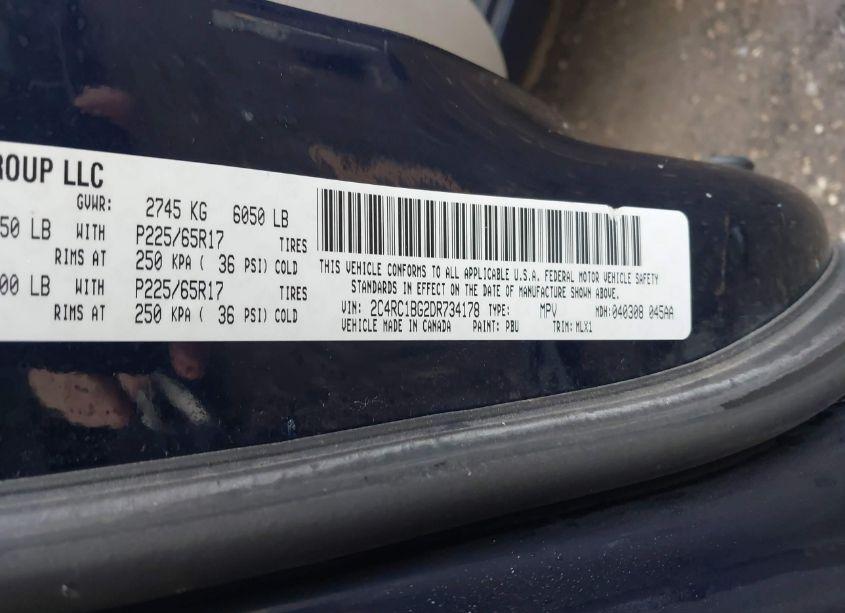 ROUP LLC
GVWR: 2745 KG 6050 LB
50 LB WITH P225/65R17 TIRES
RIMS AT 250 KPA ( 36 PSI) COLD
00 LB WITH P225/65R17 TIRES
RIMS AT 250 KPA ( 36 PSI) COLD
THIS VEHICLE CONFORMS TO ALL APPLICABLE U.S.A. FEDERAL MOTOR VEHICLE SAFETY
STANDARDS IN EFFECT ON THE DATE OF MANUFACTURE SHOWN ABOVE.
VIN: 2C4RC1BG2DR734178 TYPE: MPV MDH: 040308 045AA
VEHICLE MADE IN CANADA PAINT: PBU TRIM: MLX1